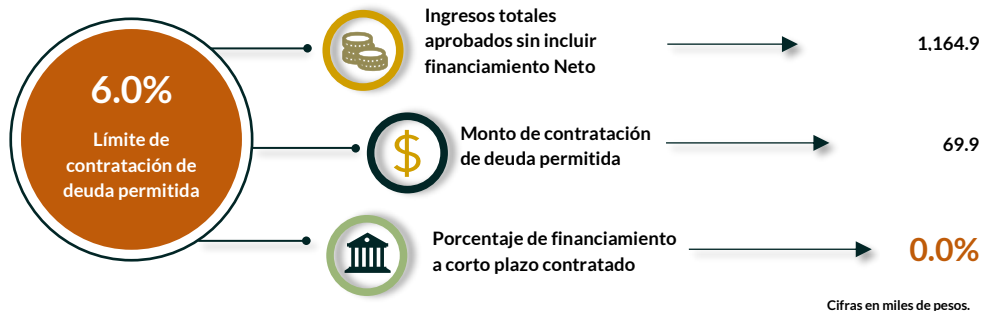 6.0%
Límite de
contratación de
deuda permitida
Ingresos totales
aprobados sin incluir
financiamiento Neto
1,164.9
$
Monto de contratación
de deuda permitida
69.9
Porcentaje de financiamiento
a corto plazo contratado
0.0%
Cifras en miles de pesos.